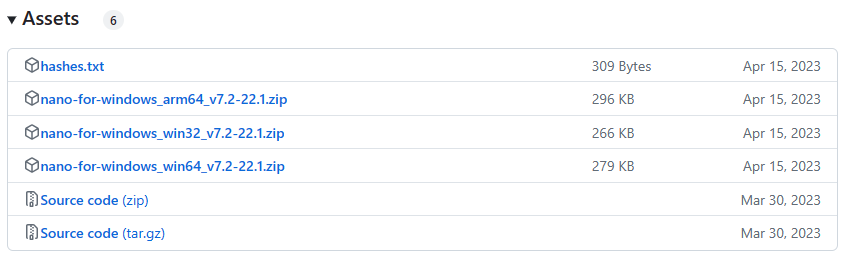 Assets 6
hashes.txt 309 Bytes Apr 15, 2023
nano-for-windows_arm64_v7.2-22.1.zip 296 KB Apr 15, 2023
nano-for-windows_win32_v7.2-22.1.zip 266 KB Apr 15, 2023
nano-for-windows_win64_v7.2-22.1.zip 279 KB Apr 15, 2023
Source code (zip) Mar 30, 2023
Source code (tar.gz) Mar 30, 2023